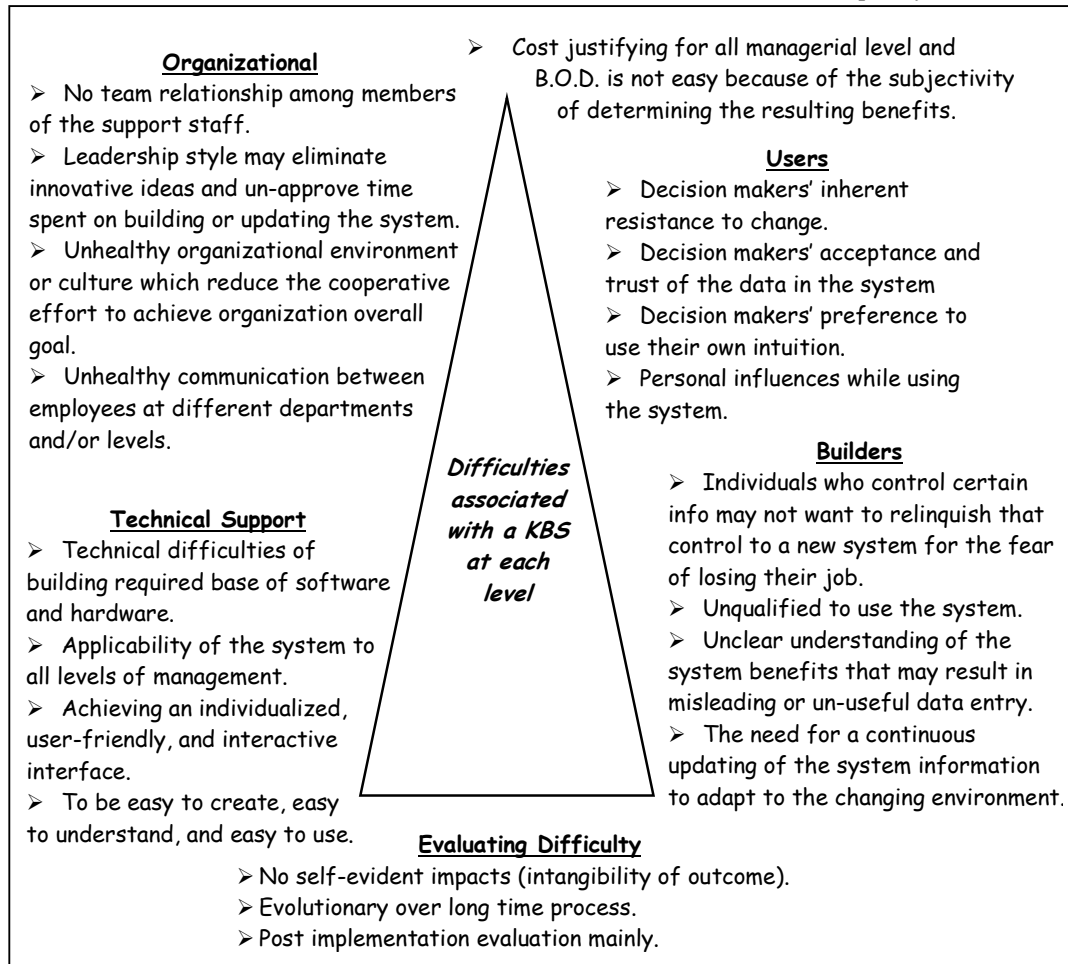 ➢ Cost justifying for all managerial level and
B.O.D. is not easy because of the subjectivity
of determining the resulting benefits.
Organizational
➢ No team relationship among members
of the support staff.
➢ Leadership style may eliminate
innovative ideas and un-approve time
spent on building or updating the system.
➢ Unhealthy organizational environment
or culture which reduce the cooperative
effort to achieve organization overall
goal.
➢ Unhealthy communication between
employees at different departments
and/or levels.
Users
➢ Decision makers' inherent
resistance to change.
➢ Decision makers' acceptance and
trust of the data in the system
➢ Decision makers' preference to
use their own intuition.
➢ Personal influences while using
the system.
Difficulties
associated
with a KBS
at each
level
Technical Support
➢ Technical difficulties of
building required base of software
and hardware.
➢ Applicability of the system to
all levels of management.
➢ Achieving an individualized,
user-friendly, and interactive
interface.
➢ To be easy to create, easy
to understand, and easy to use.
Builders
➢ Individuals who control certain
info may not want to relinquish that
control to a new system for the fear
of losing their job.
➢ Unqualified to use the system.
➢ Unclear understanding of the
system benefits that may result in
misleading or un-useful data entry.
➢ The need for a continuous
updating of the system information
to adapt to the changing environment.
Evaluating Difficulty
➢ No self-evident impacts (intangibility of outcome).
➢ Evolutionary over long time process.
➢ Post implementation evaluation mainly.